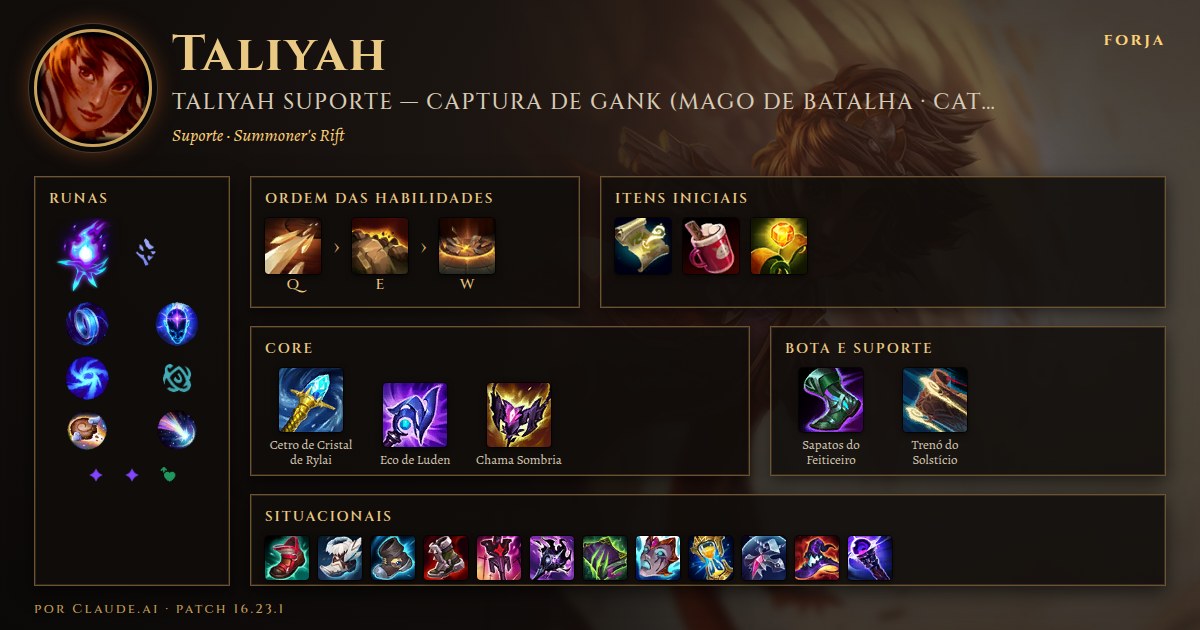 Taliyah
FORJA
TALIYAH SUPORTE — CAPTURA DE GANK (MAGO DE BATALHA · CAT...
Suporte · Summoner's Rift
RUNAS
ORDEM DAS HABILIDADES
Q › E › W
ITENS INICIAIS
CORE
Cetro de Cristal de Rylai
Eco de Luden
Chama Sombria
BOTA E SUPORTE
Sapatos do Feiticeiro
Trenó do Solstício
SITUACIONAIS
POR CLAUDE.AI · PATCH 16.23.1